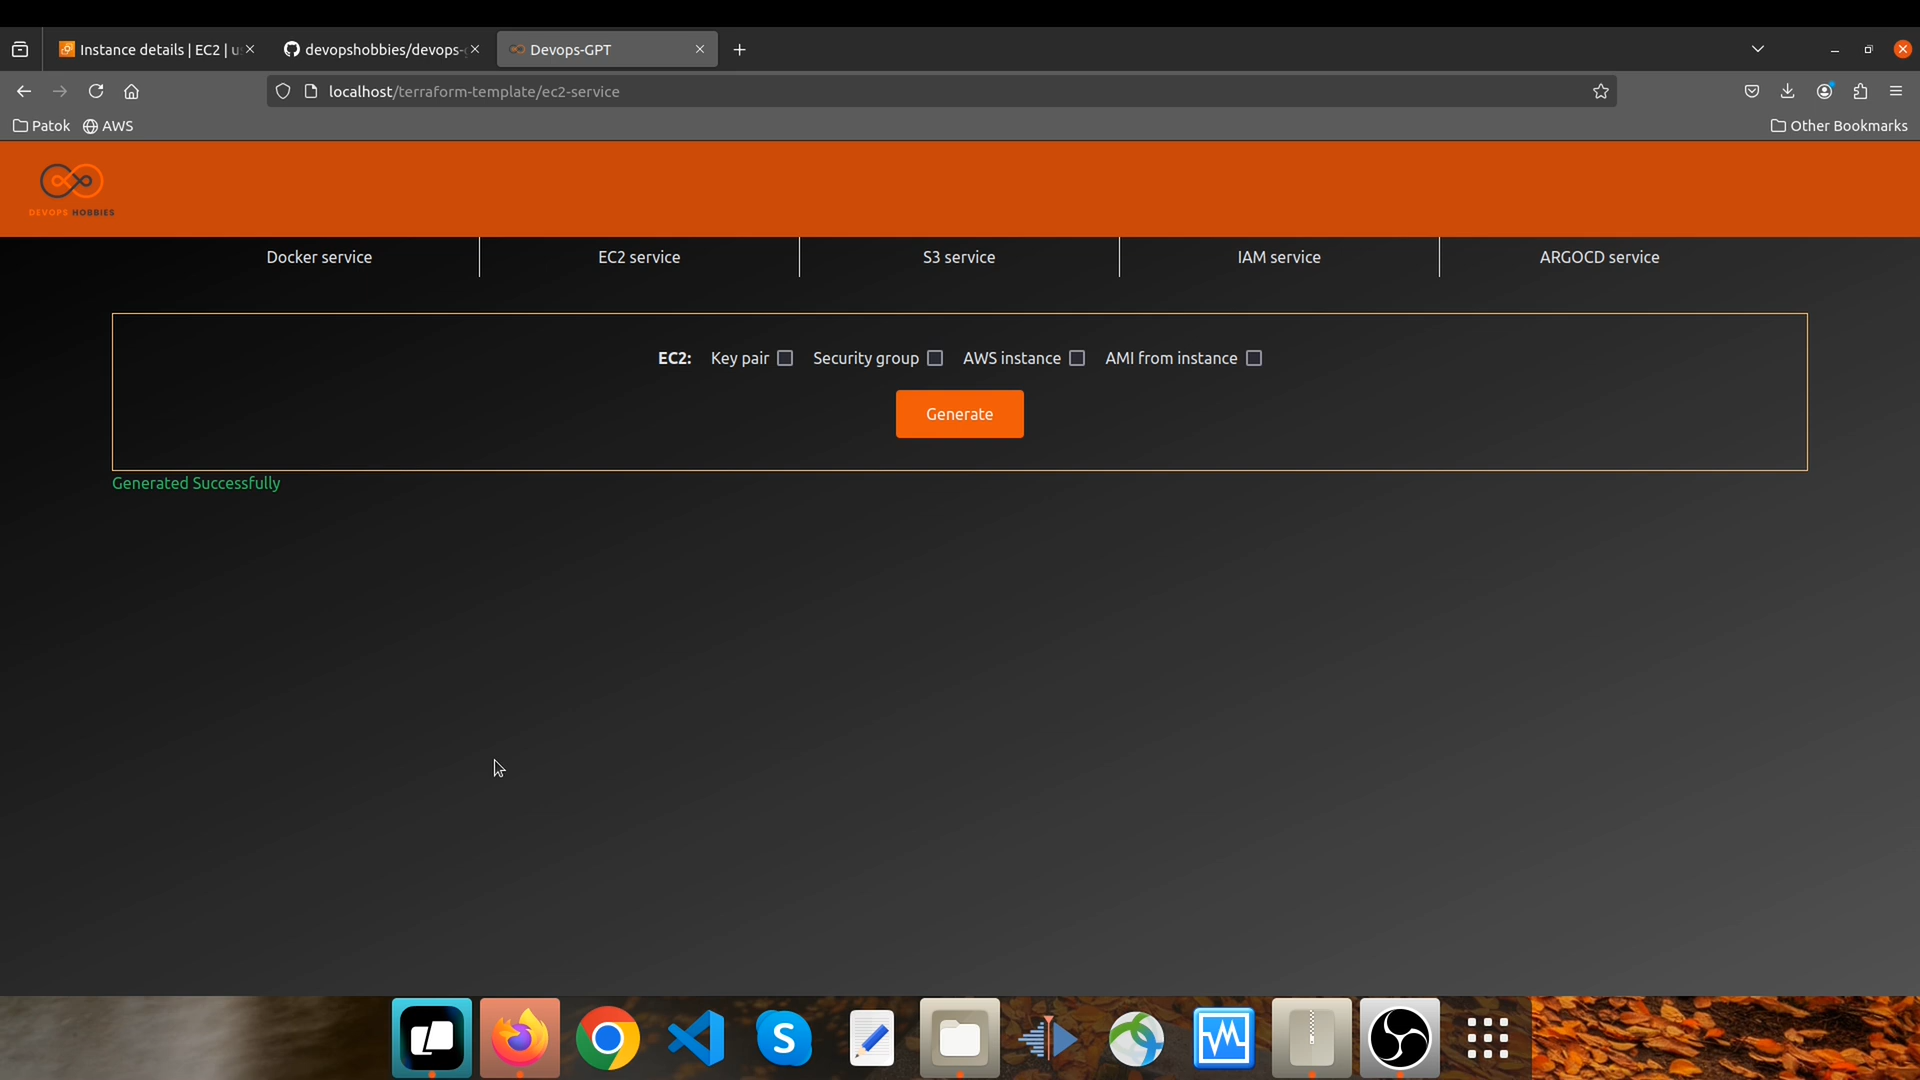 Instance details | EC2 | u
devopshobbies/devops-
Devops-GPT
localhost/terraform-template/ec2-service
Patok
AWS
Other Bookmarks
DEVOPS HOBBIES
Docker service
EC2 service
S3 service
IAM service
ARGOCD service
EC2: Key pair Security group AWS instance AMI from instance
Generate
Generated Successfully